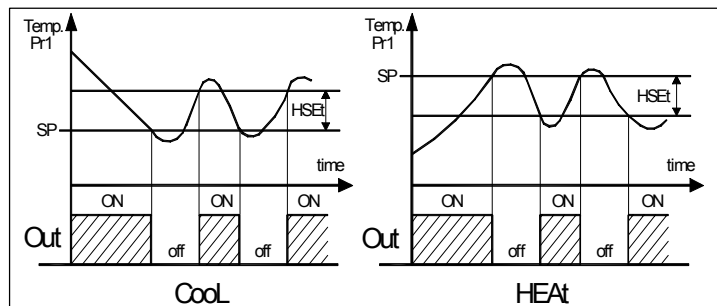 Temp.
Pr1
HSEt
SP
time
ON
ON
ON
Out
off
off
CooL
Temp.
Pr1
SP
HSEt
time
ON
ON
ON
Out
off
off
HEAt